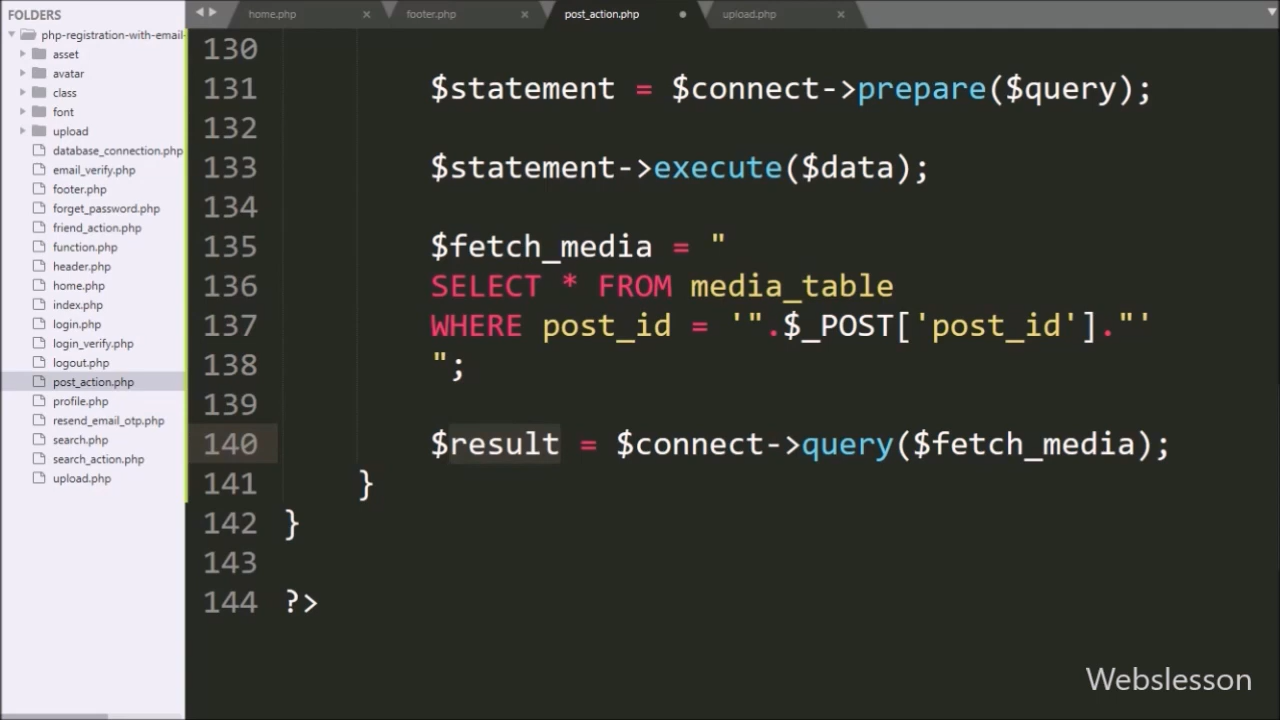 FOLDERS
php-registration-with-email-
asset
avatar
class
font
upload
database_connection.php
email_verify.php
footer.php
forget_password.php
friend_action.php
function.php
header.php
home.php
index.php
login.php
login_verify.php
logout.php
post_action.php
profile.php
resend_email_otp.php
search.php
search_action.php
upload.php
home.php
footer.php
post_action.php
upload.php
130
131 $statement = $connect->prepare($query);
132
133 $statement->execute($data);
134
135 $fetch_media = "
136 SELECT * FROM media_table
137 WHERE post_id = '".$_POST['post_id']."'
138 ";
139
140 $result = $connect->query($fetch_media);
141 }
142 }
143
144 ?>
Webslesson